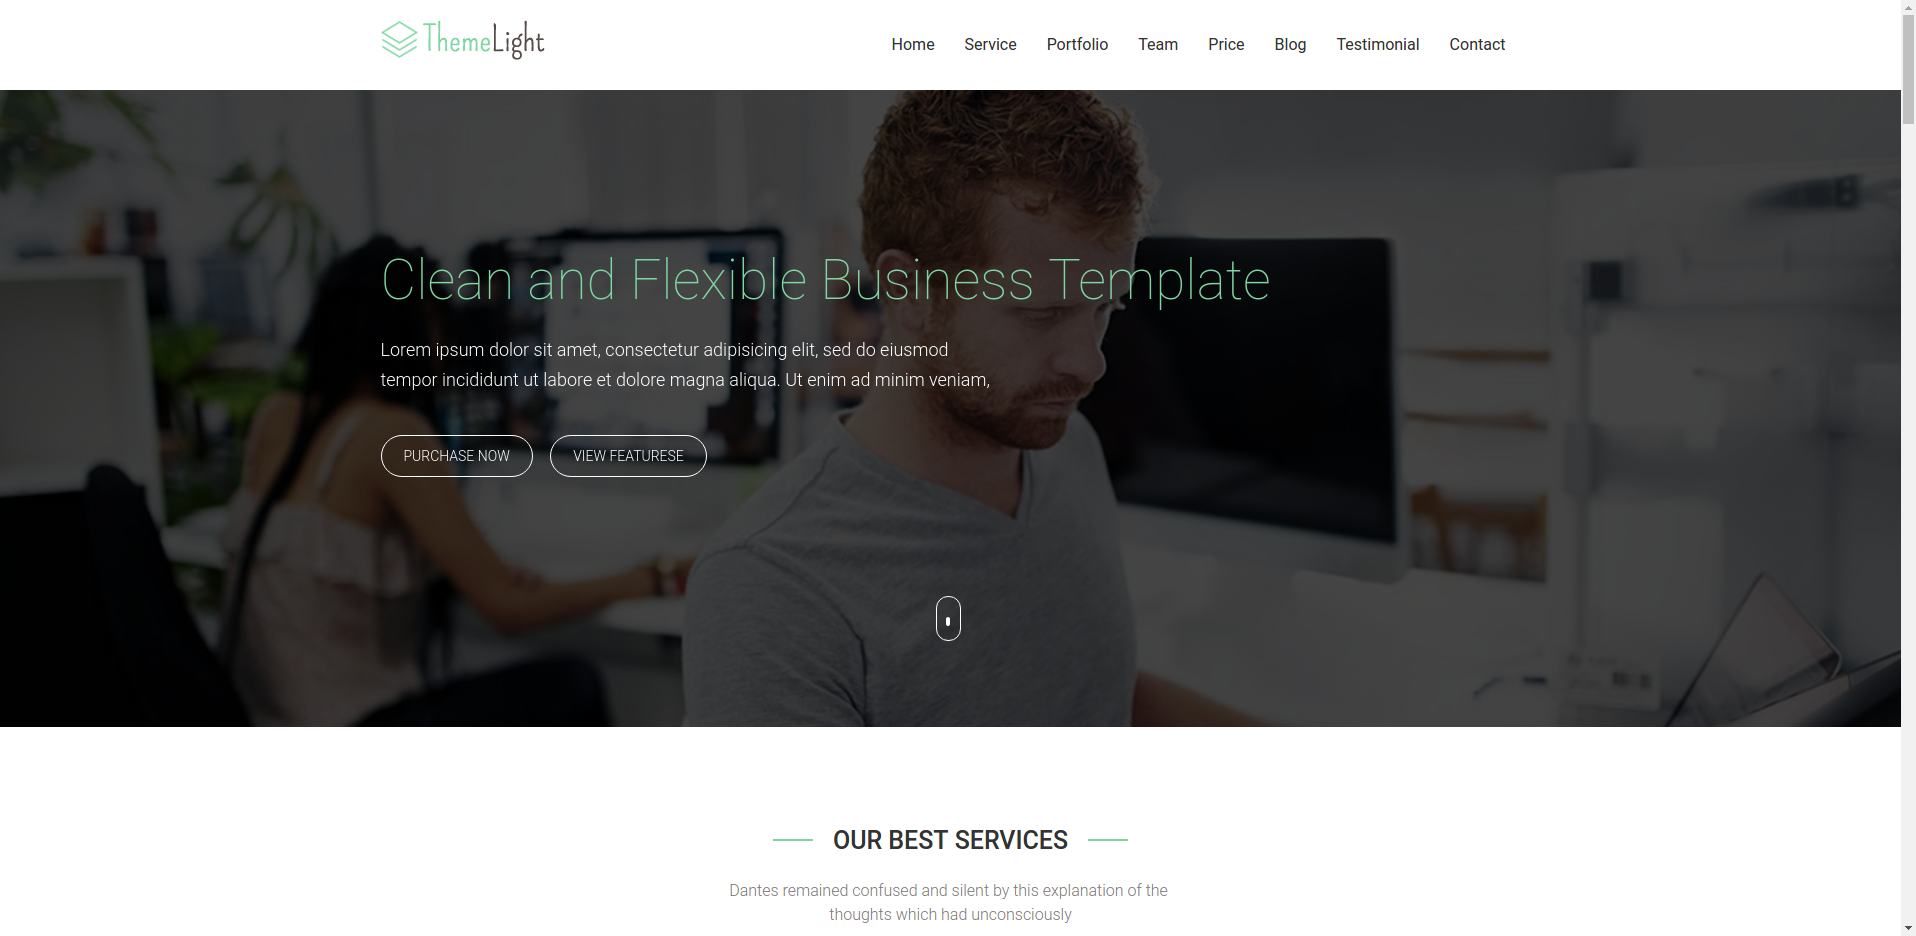 ThemeLight
Home Service Portfolio Team Price Blog Testimonial Contact
Clean and Flexible Business Template
Lorem ipsum dolor sit amet, consectetur adipisicing elit, sed do eiusmod
tempor incididunt ut labore et dolore magna aliqua. Ut enim ad minim veniam,
PURCHASE NOW VIEW FEATURESE
OUR BEST SERVICES
Dantes remained confused and silent by this explanation of the
thoughts which had unconsciously